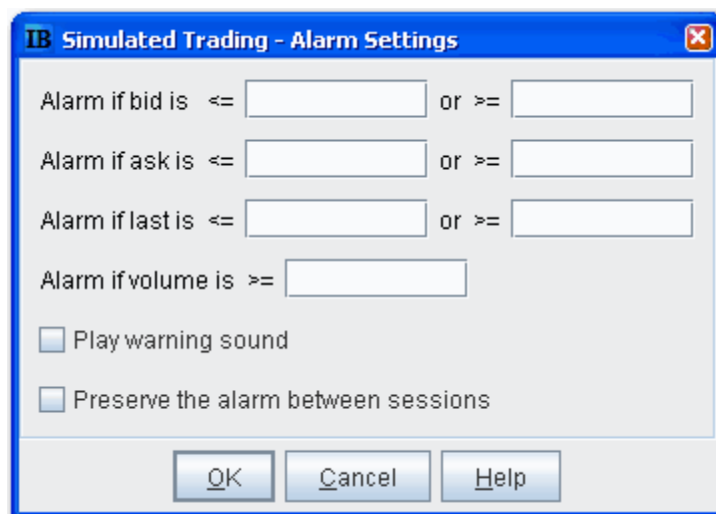 IB Simulated Trading - Alarm Settings
Alarm if bid is <= or >=
Alarm if ask is <= or >=
Alarm if last is <= or >=
Alarm if volume is >=
Play warning sound
Preserve the alarm between sessions
OK Cancel Help